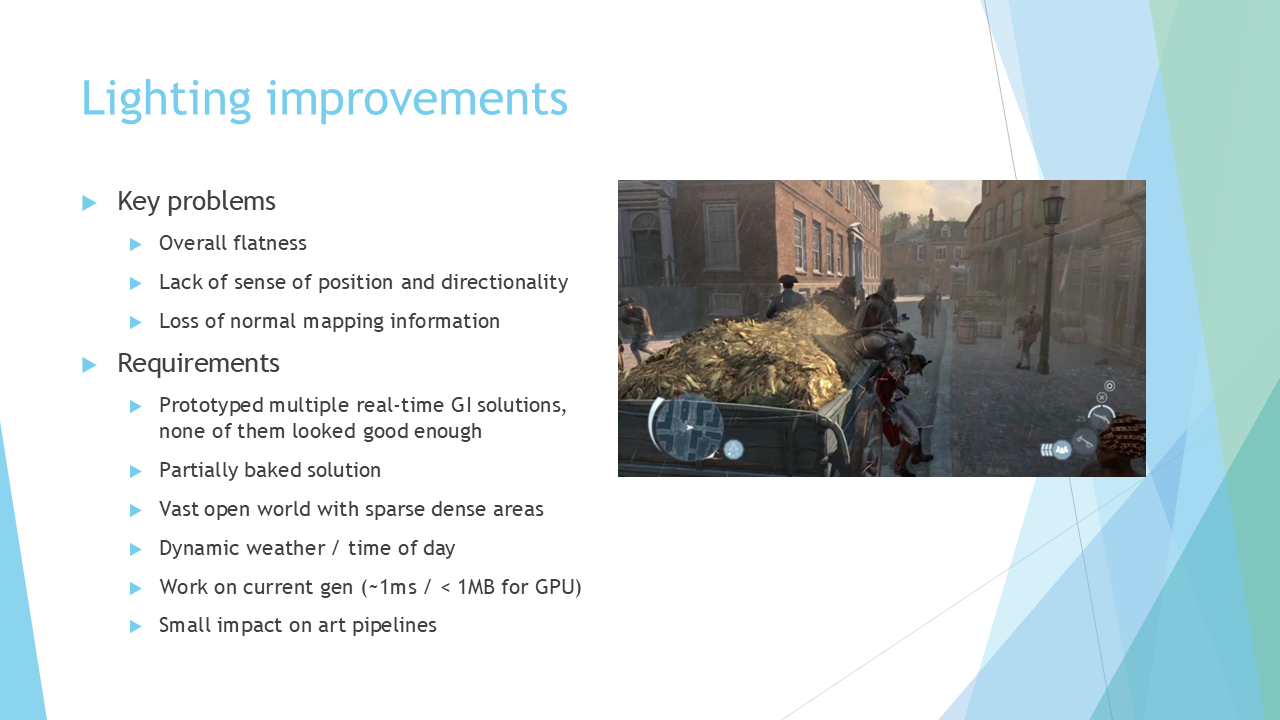 Lighting improvements
Key problems
Overall flatness
Lack of sense of position and directionality
Loss of normal mapping information
Requirements
Prototyped multiple real-time GI solutions,
none of them looked good enough
Partially baked solution
Vast open world with sparse dense areas
Dynamic weather / time of day
Work on current gen (~1ms / < 1MB for GPU)
Small impact on art pipelines